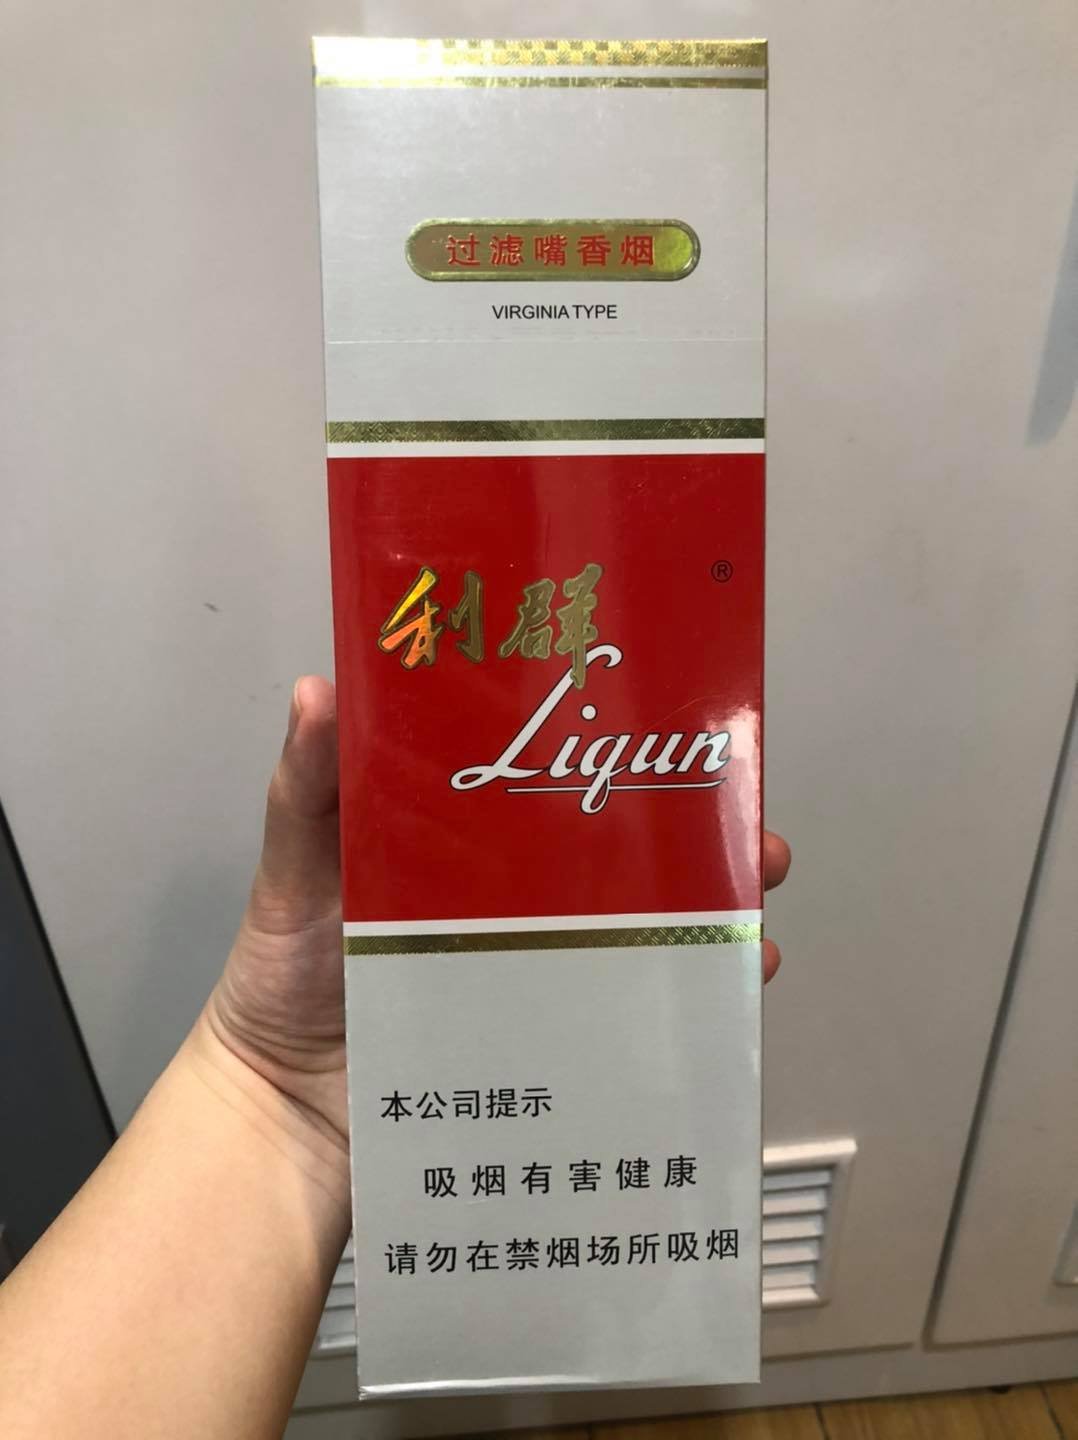 过滤嘴香烟
VIRGINIA TYPE
®
利群
Liqun
本公司提示
吸烟有害健康
请勿在禁烟场所吸烟